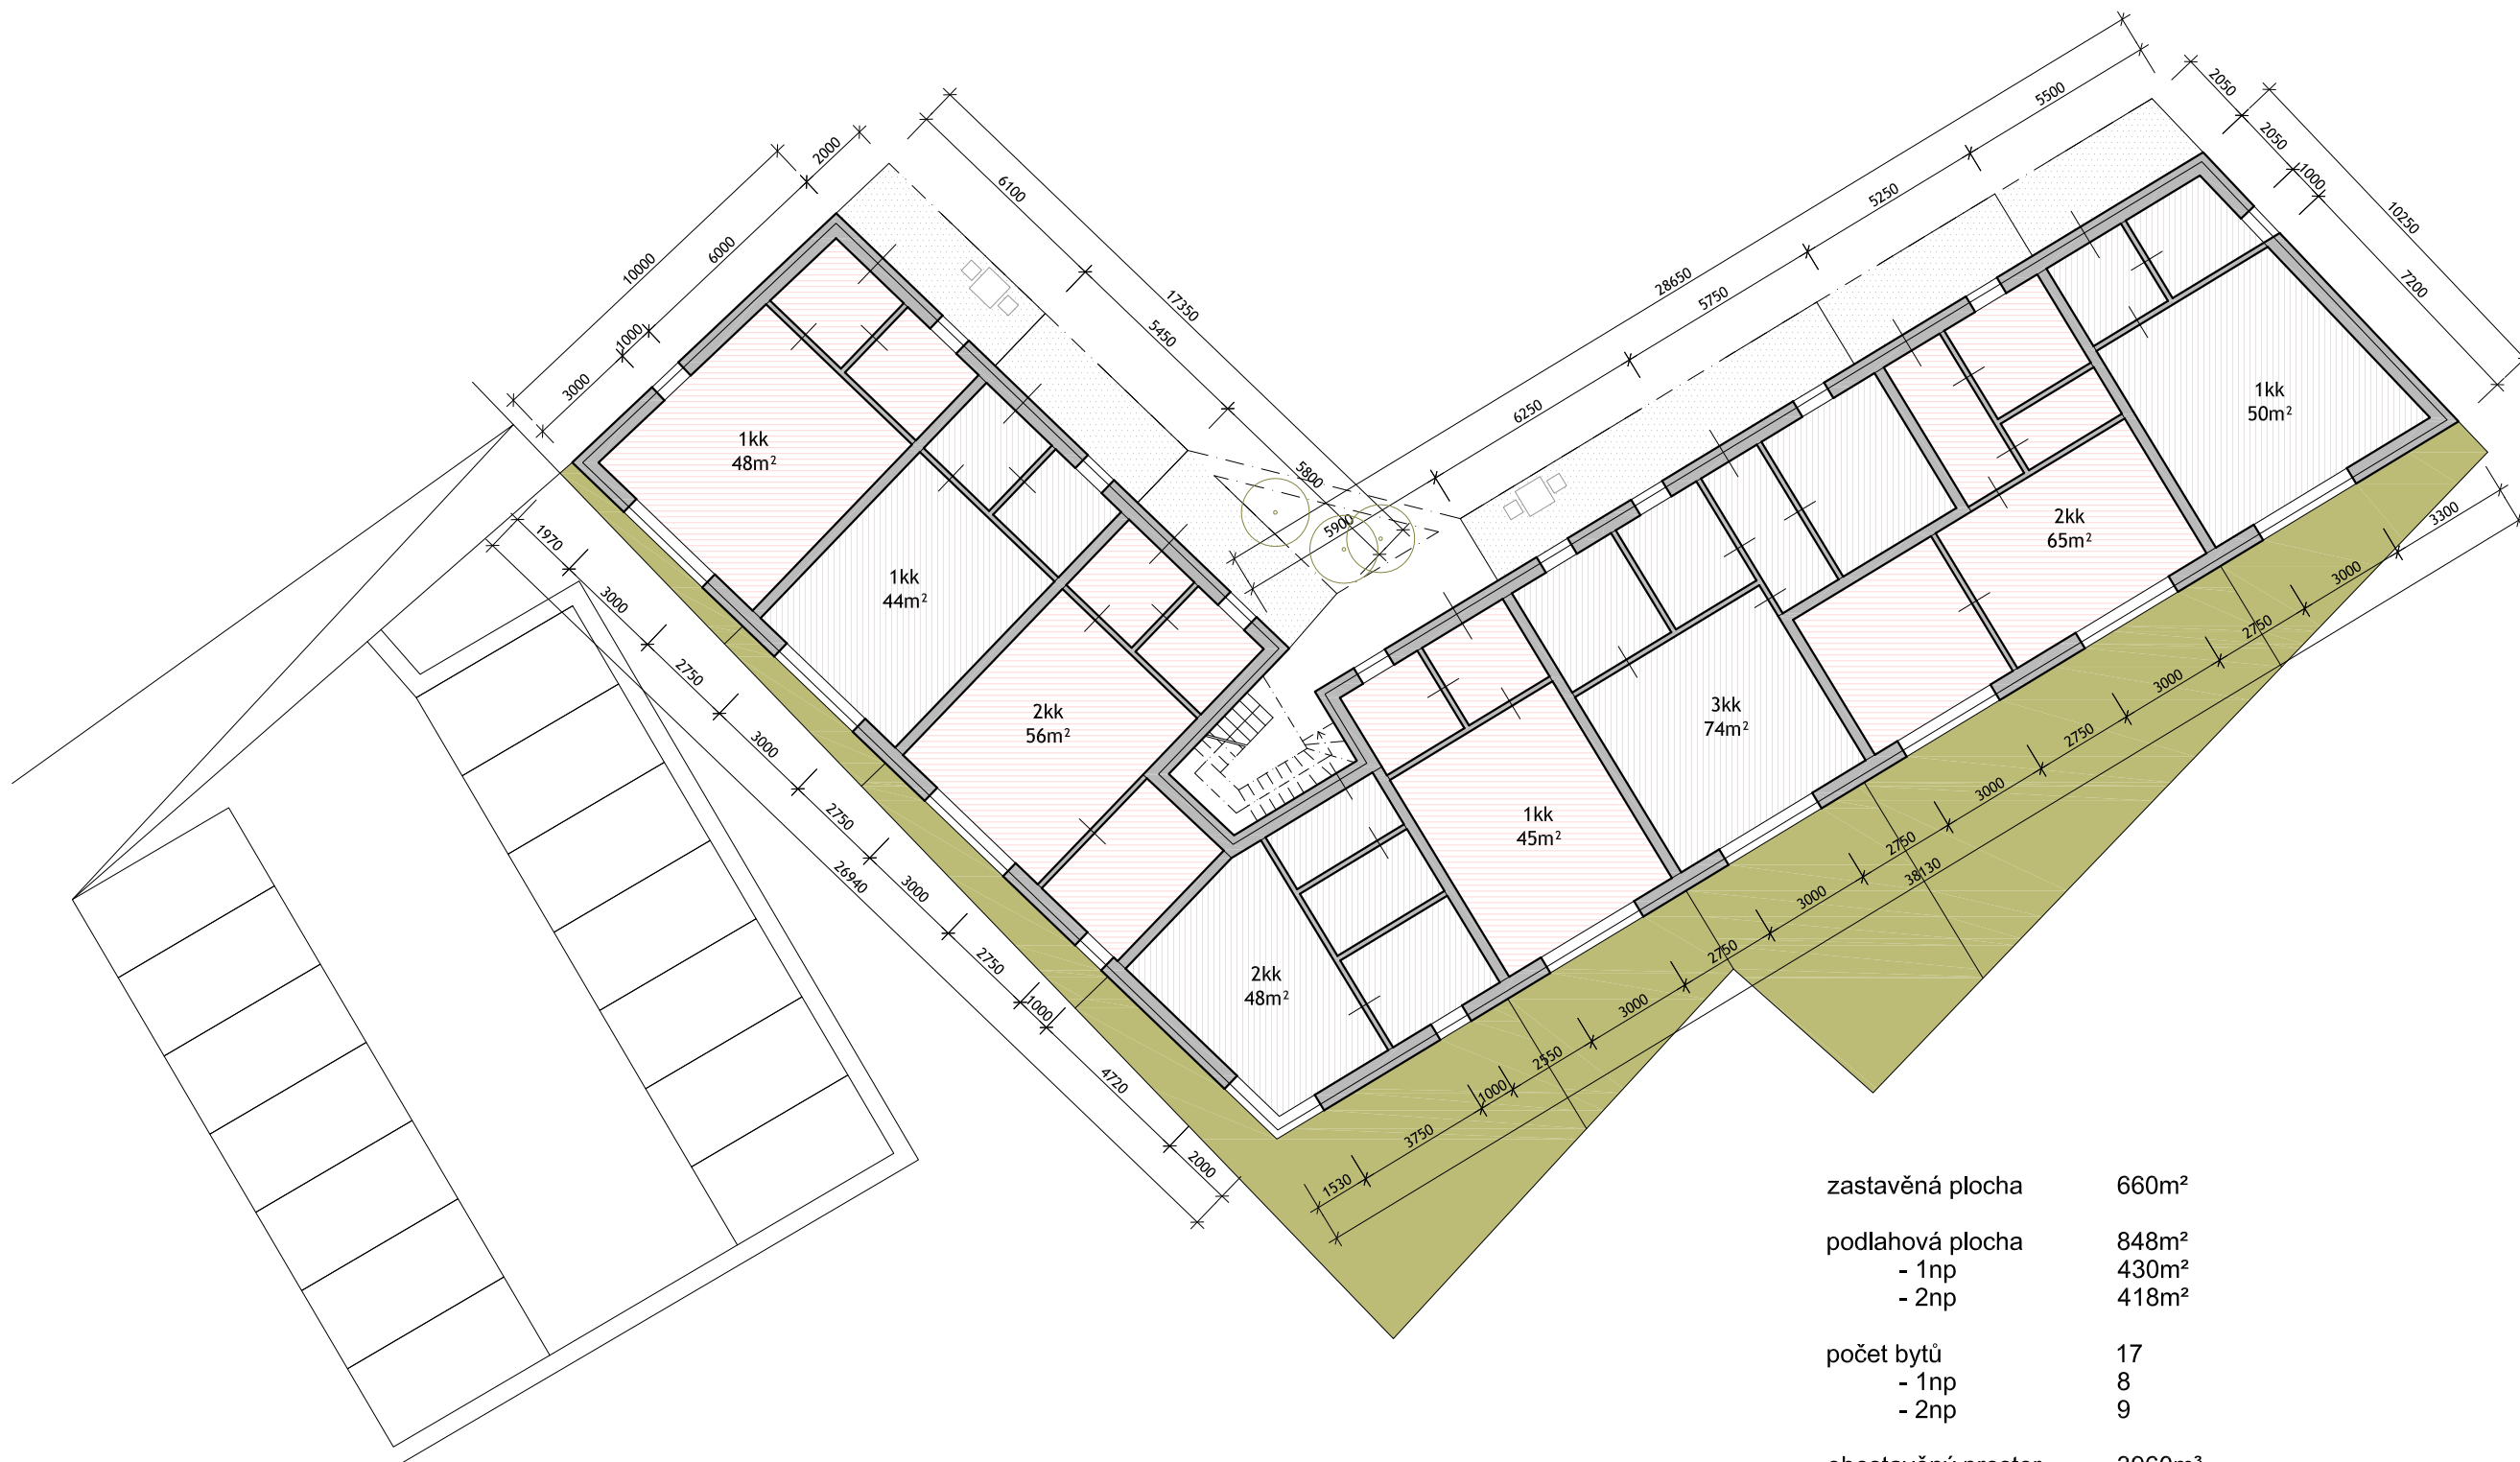 2000
6000
1000
3000
10000
6100
5450
5800
17350
28650
5900
6250
5750
5250
5500
2050
2050
1000
7200
10250
1kk
48m²
1kk
44m²
2kk
56m²
2kk
48m²
1kk
45m²
3kk
74m²
2kk
65m²
1kk
50m²
1970
3000
2750
3000
2750
3000
2750
1000
4720
2000
26940
1530
3750
1000
2550
3000
2750
3000
2750
3000
2750
3000
2750
3000
3300
38130
zastavěná plocha 660m²
podlahová plocha 848m²
- 1np 430m²
- 2np 418m²
počet bytů 17
- 1np 8
- 2np 9